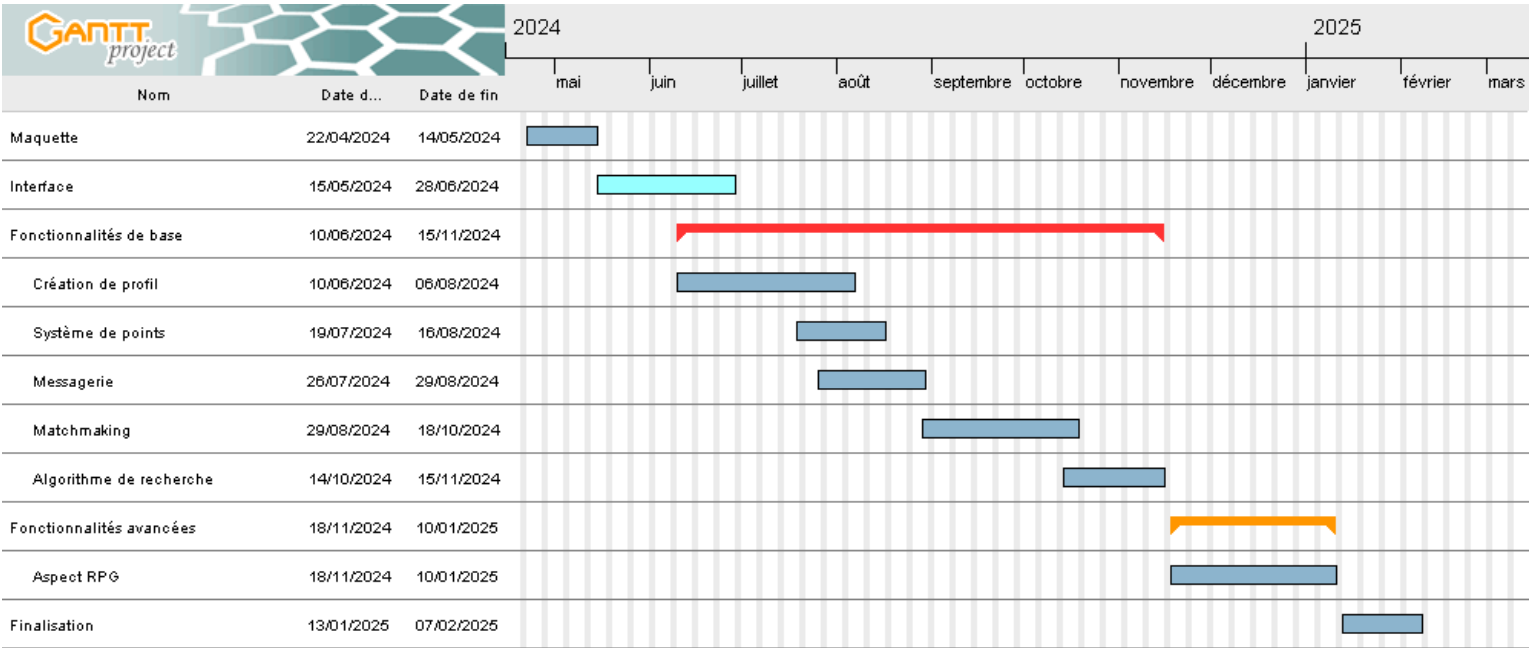 GANTT
project
2024 2025
mai juin juillet août septembre octobre novembre décembre janvier février mars
Nom Date d... Date de fin
Maquette 22/04/2024 14/05/2024
Interface 15/05/2024 28/06/2024
Fonctionnalités de base 10/06/2024 15/11/2024
Création de profil 10/06/2024 06/08/2024
Système de points 19/07/2024 16/08/2024
Messagerie 26/07/2024 29/08/2024
Matchmaking 29/08/2024 18/10/2024
Algorithme de recherche 14/10/2024 15/11/2024
Fonctionnalités avancées 18/11/2024 10/01/2025
Aspect RPG 18/11/2024 10/01/2025
Finalisation 13/01/2025 07/02/2025